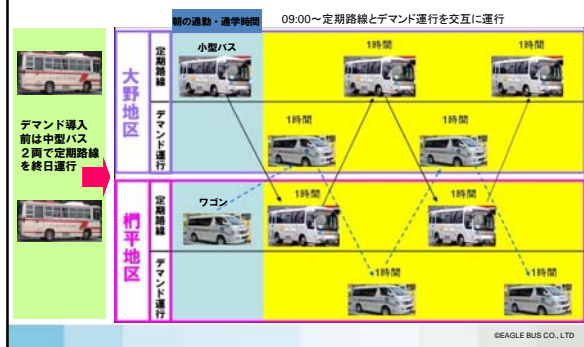 朝の通勤・通学時間
09:00～定期路線とデマンド運行を交互に運行
デマンド導入
前は中型バス
２両で定期路線
を終日運行
大野地区
定期路線
小型バス
1時間
1時間
デマンド運行
1時間
1時間
椚平地区
定期路線
ワゴン
1時間
1時間
デマンド運行
1時間
1時間
©EAGLE BUS CO., LTD